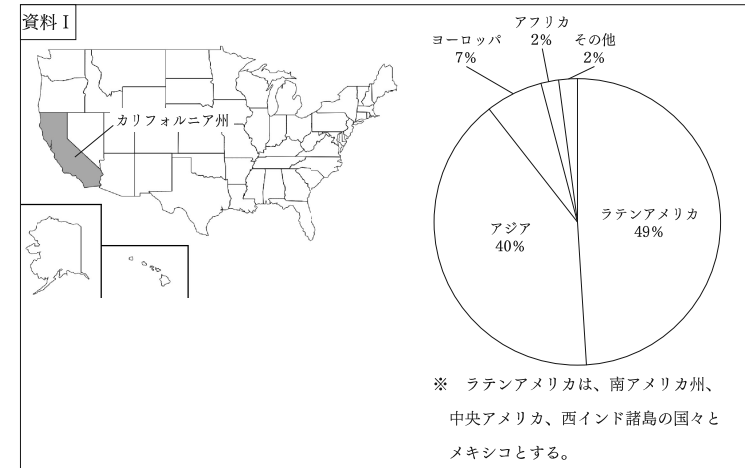 資料Ⅰ
カリフォルニア州
ヨーロッパ
7%
アフリカ
2%
その他
2%
アジア
40%
ラテンアメリカ
49%
※ ラテンアメリカは、南アメリカ州、
中央アメリカ、西インド諸島の国々と
メキシコとする。